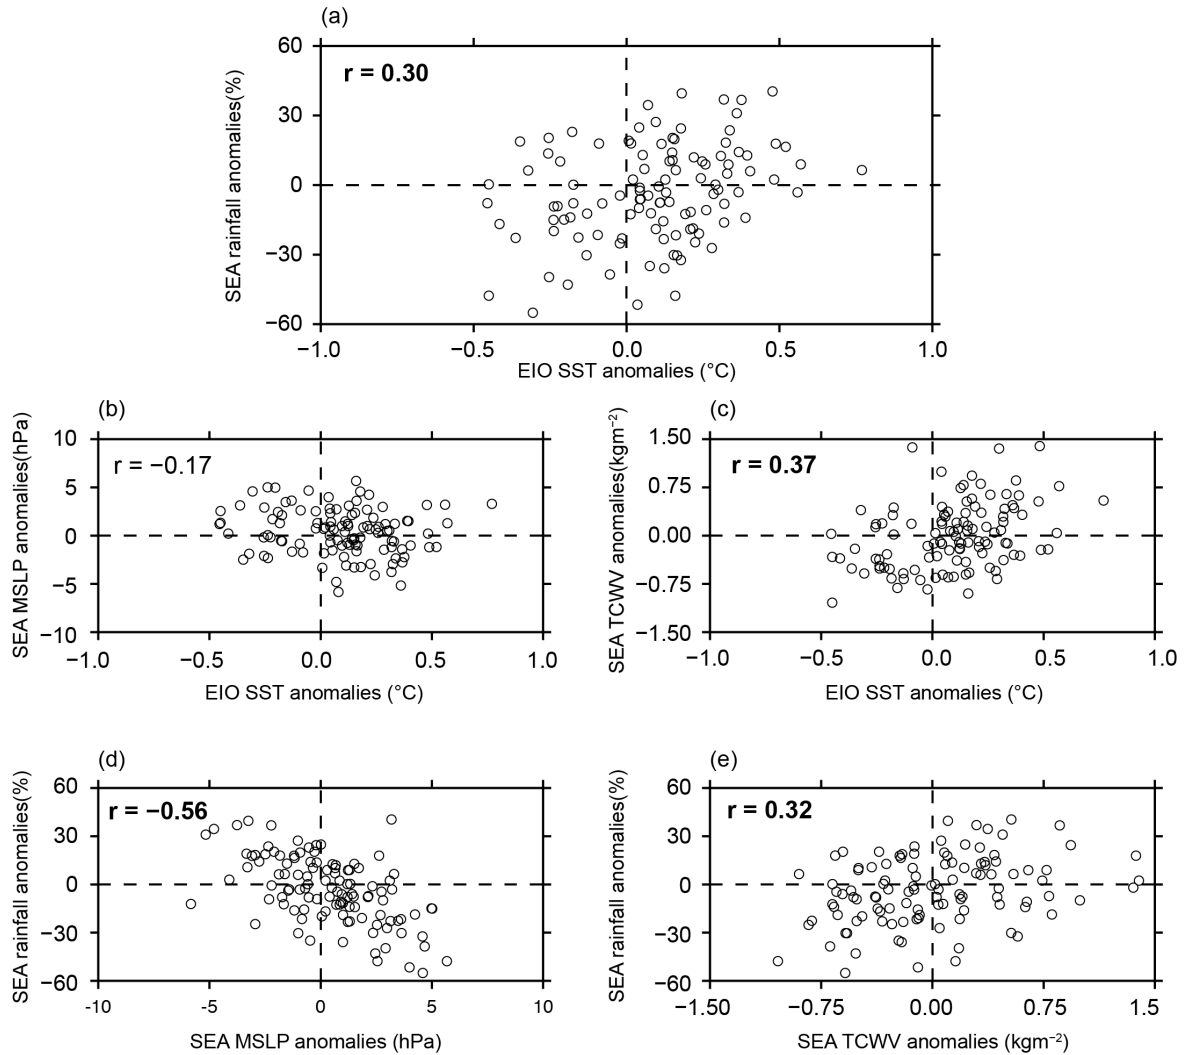 (a)
60
30
0
−30
−60
SEA rainfall anomalies(%)
r = 0.30
−1.0 −0.5 0.0 0.5 1.0
EIO SST anomalies (°C)
(b)
10
5
0
−5
−10
SEA MSLP anomalies(hPa)
r = −0.17
−1.0 −0.5 0.0 0.5 1.0
EIO SST anomalies (°C)
(c)
1.50
0.75
0.00
−0.75
−1.50
SEA TCWV anomalies(kgm⁻²)
r = 0.37
−1.0 −0.5 0.0 0.5 1.0
EIO SST anomalies (°C)
(d)
60
30
0
−30
−60
SEA rainfall anomalies(%)
r = −0.56
-10 -5 0 5 10
SEA MSLP anomalies (hPa)
(e)
60
30
0
−30
−60
SEA rainfall anomalies(%)
r = 0.32
−1.50 −0.75 0.00 0.75 1.5
SEA TCWV anomalies (kgm⁻²)